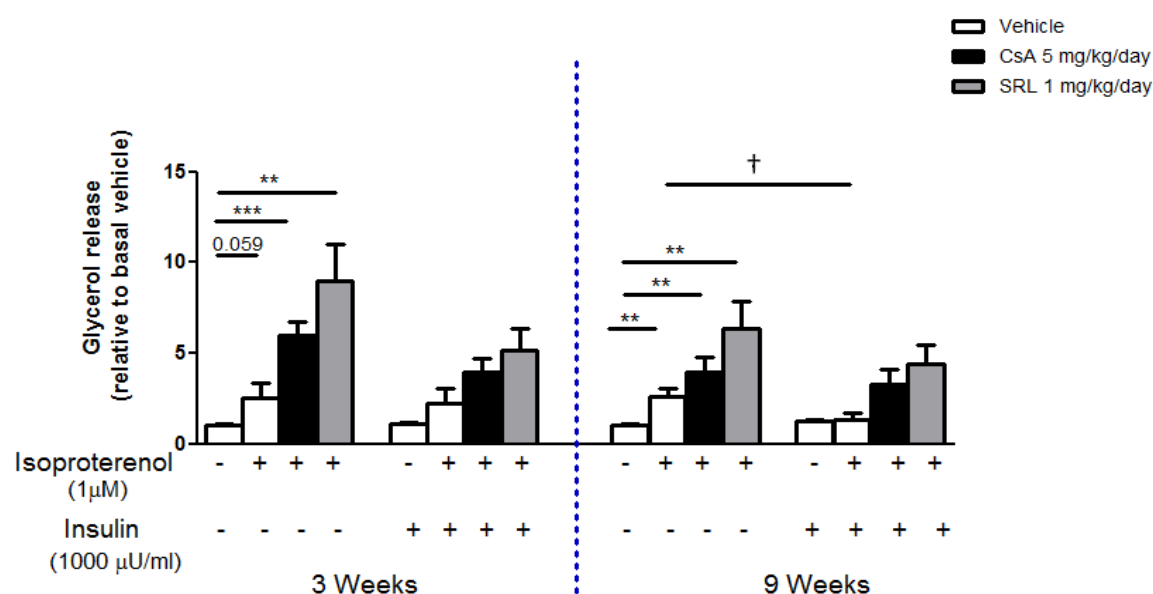 Vehicle
CsA 5 mg/kg/day
SRL 1 mg/kg/day
Glycerol release
(relative to basal vehicle)
15
10
5
0
**
***
0.059
†
**
**
**
Isoproterenol - + + + - + + + - + + + - + + +
(1μM)
Insulin - - - - + + + + - - - - + + + +
(1000 μU/ml)
3 Weeks 9 Weeks